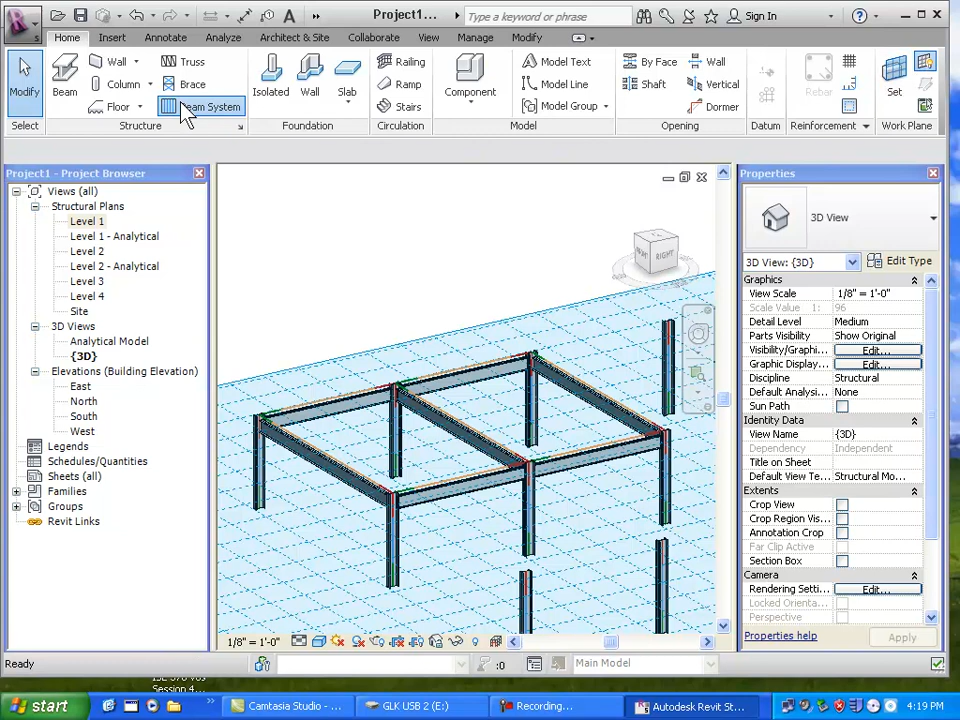 Project1...
Type a keyword or phrase
Sign In
Home
Insert
Annotate
Analyze
Architect & Site
Collaborate
View
Manage
Modify
Modify
Beam
Wall
Column
Floor
Truss
Brace
Beam System
Isolated
Wall
Slab
Railing
Ramp
Stairs
Component
Model Text
Model Line
Model Group
By Face
Shaft
Wall
Vertical
Dormer
Rebar
Set
Select
Structure
Foundation
Circulation
Model
Opening
Datum
Reinforcement
Work Plane
Project1 - Project Browser
Views (all)
Structural Plans
Level 1
Level 1 - Analytical
Level 2
Level 2 - Analytical
Level 3
Level 4
Site
3D Views
Analytical Model
{3D}
Elevations (Building Elevation)
East
North
South
West
Legends
Schedules/Quantities
Sheets (all)
Families
Groups
Revit Links
RIGHT
Properties
3D View
3D View: {3D}
Edit Type
Graphics
View Scale 1/8" = 1'-0"
Scale Value 1: 96
Detail Level Medium
Parts Visibility Show Original
Visibility/Graphi... Edit...
Graphic Display... Edit...
Discipline Structural
Default Analysi... None
Sun Path
Identity Data
View Name {3D}
Dependency Independent
Title on Sheet
Default View Te... Structural Mo...
Extents
Crop View
Crop Region Vis...
Annotation Crop
Far Clip Active
Section Box
Camera
Rendering Setti... Edit...
Locked Orienta...
Perspective
Properties help
Apply
1/8" = 1'-0"
Ready
:0
Main Model
start
Camtasia Studio - ...
GLK USB 2 (E:)
Recording...
Autodesk Revit St...
4:19 PM